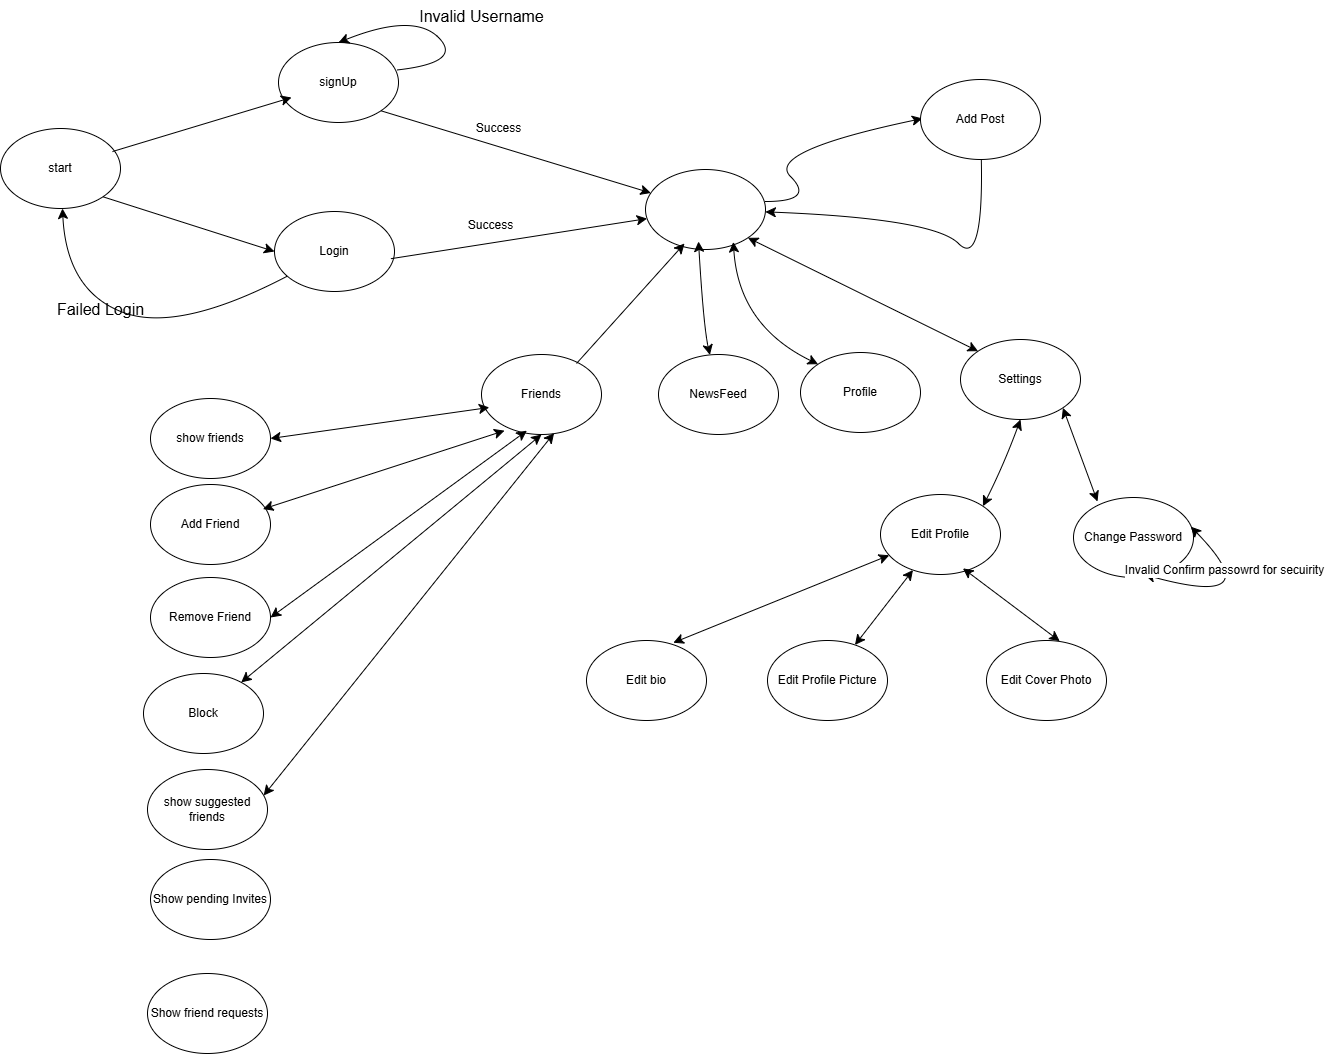 Invalid Username
signUp
Add Post
Success
start
Success
Login
Failed Login
Settings
Friends
NewsFeed
Profile
show friends
Add Friend
Edit Profile
Change Password
Invalid Confirm passowrd for secuirity
Remove Friend
Edit bio
Edit Profile Picture
Edit Cover Photo
Block
show suggested
friends
Show pending Invites
Show friend requests